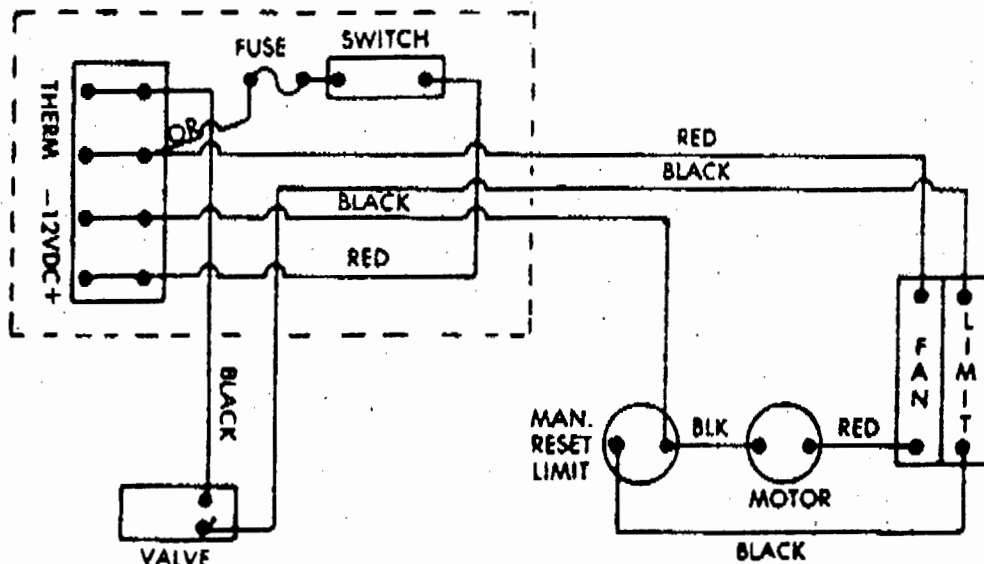 SWITCH
FUSE
THERM.
-12VDC+
OR
RED
BLACK
BLACK
RED
BLACK
FAN
LIMIT
MAN.
RESET
LIMIT
BLK
RED
MOTOR
VALVE
BLACK